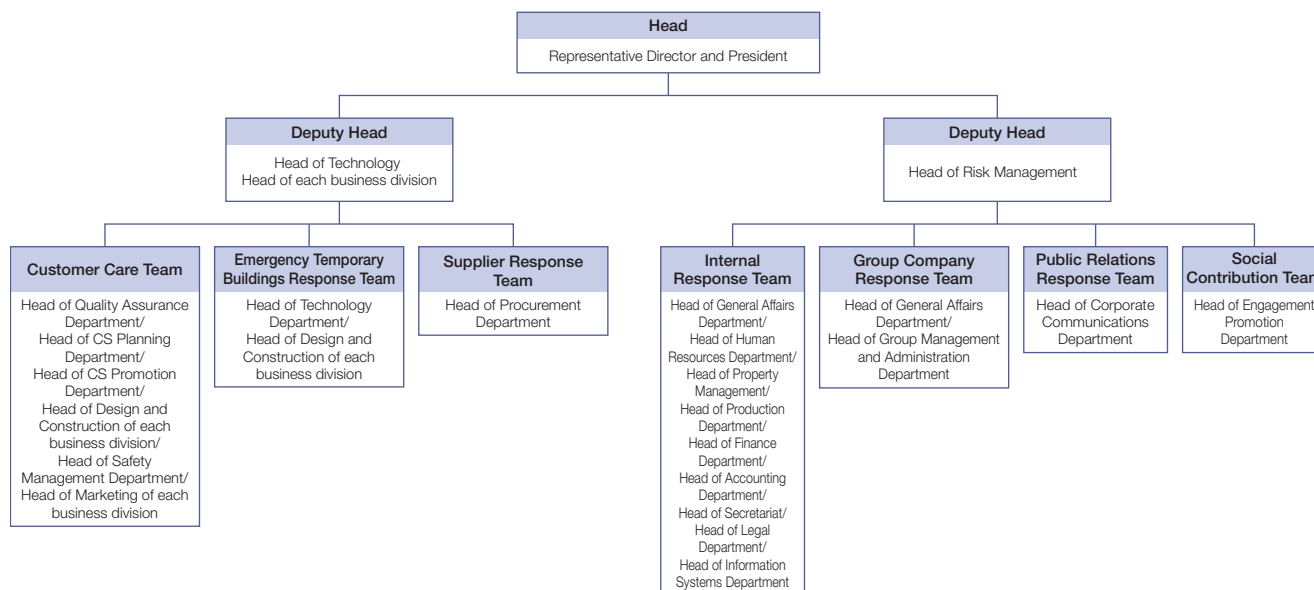 Head
Representative Director and President
Deputy Head
Head of Technology
Head of each business division
Deputy Head
Head of Risk Management
Customer Care Team
Head of Quality Assurance
Department/
Head of CS Planning
Department/
Head of CS Promotion
Department/
Head of Design and
Construction of each
business division/
Head of Safety
Management Department/
Head of Marketing of each
business division
Emergency Temporary
Buildings Response Team
Head of Technology
Department/
Head of Design and
Construction of each
business division
Supplier Response
Team
Head of Procurement
Department
Internal
Response Team
Head of General Affairs
Department/
Head of Human
Resources Department/
Head of Property
Management/
Head of Production
Department/
Head of Finance
Department/
Head of Accounting
Department/
Head of Secretariat/
Head of Legal
Department/
Head of Information
Systems Department
Group Company
Response Team
Head of General Affairs
Department/
Head of Group Management
and Administration
Department
Public Relations
Response Team
Head of Corporate
Communications
Department
Social
Contribution Team
Head of Engagement
Promotion
Department